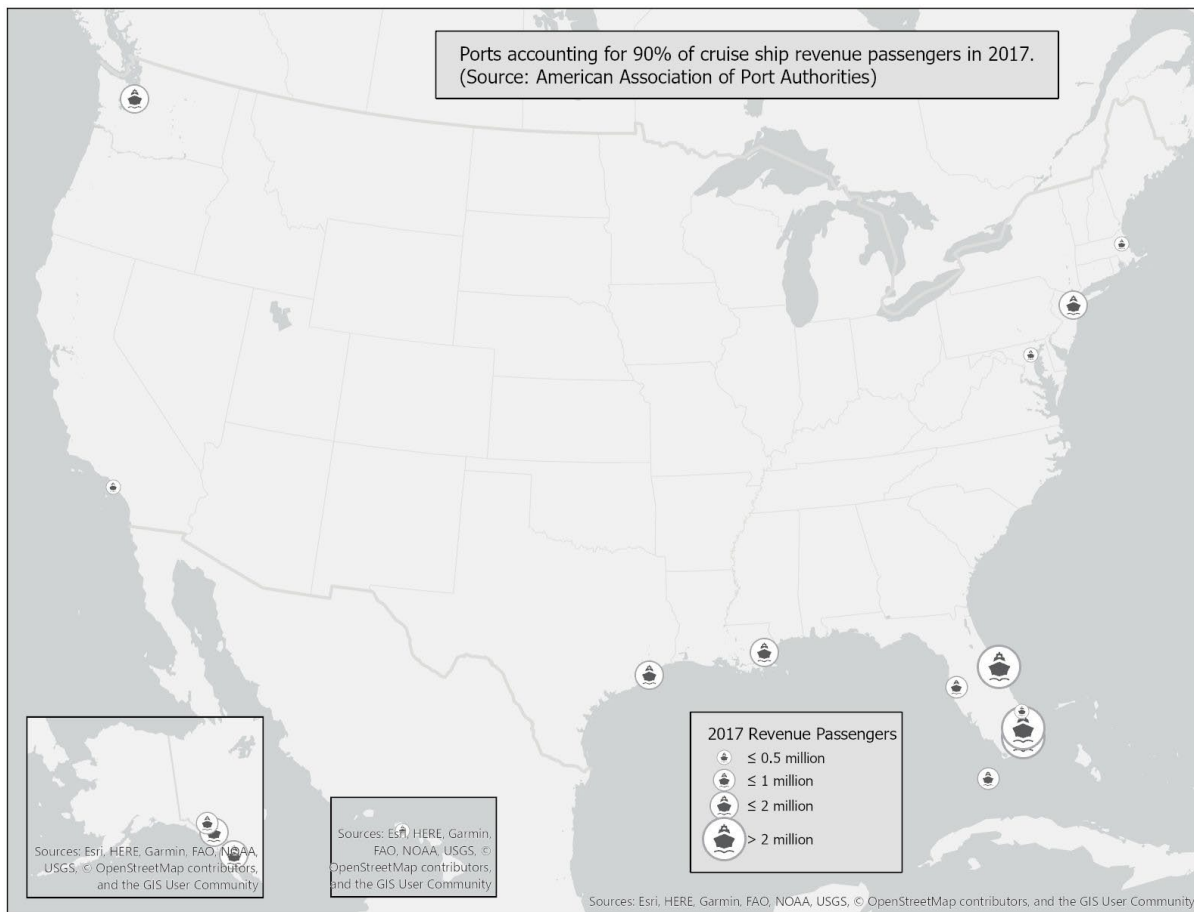 Ports accounting for 90% of cruise ship revenue passengers in 2017.
(Source: American Association of Port Authorities)
2017 Revenue Passengers
≤ 0.5 million
≤ 1 million
≤ 2 million
> 2 million
Sources: Esri, HERE, Garmin, FAO, NOAA,
USGS, © OpenStreetMap contributors,
and the GIS User Community
Sources: Esri, HERE, Garmin,
FAO, NOAA, USGS, ©
OpenStreetMap contributors,
and the GIS User Community
Sources: Esri, HERE, Garmin, FAO, NOAA, USGS, © OpenStreetMap contributors, and the GIS User Community